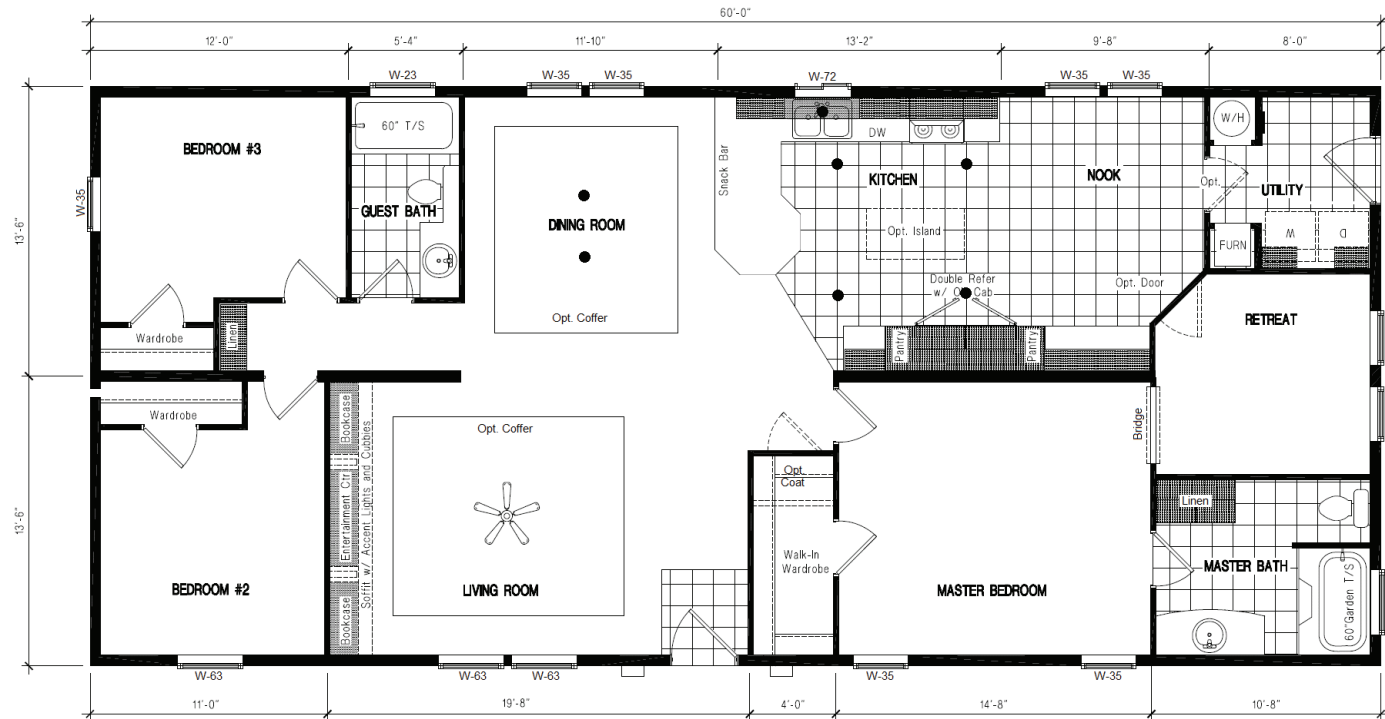 60'-0"
12'-0"
5'-4"
11'-10"
13'-2"
9'-8"
8'-0"
W-23
W-35
W-35
W-72
W-35
W-35
60" T/S
DW
W/H
BEDROOM #3
Snack Bar
KITCHEN
NOOK
Opt.
UTILITY
W-35
13'-6"
GUEST BATH
DINING ROOM
Opt. Island
W
D
FURN
Double Refer
Opt. Door
Opt. Coffer
RETREAT
Wardrobe
Linen
Pantry
Pantry
Wardrobe
Bookcase
Opt. Coffer
Bridge
Soffit w/ Accent Lights and Cubbies
Entertainment Ctr
Opt.
Coat
Linen
13'-6"
Walk-In
Wardrobe
MASTER BATH
BEDROOM #2
LIVING ROOM
MASTER BEDROOM
Bookcase
60"Garden T/S
W-63
W-63
W-63
W-35
W-35
11'-0"
19'-8"
4'-0"
14'-8"
10'-8"